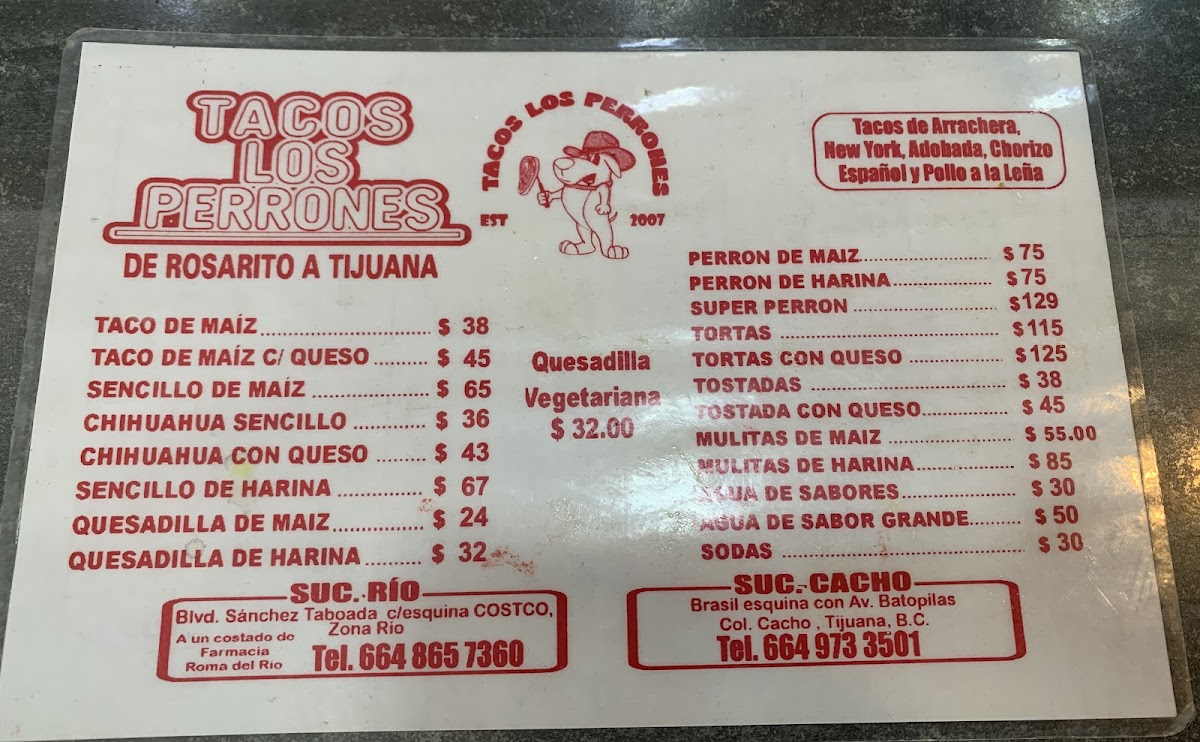 TACOS
LOS
PERRONES
DE ROSARITO A TIJUANA
TACOS LOS PERRONES
EST 2007
Tacos de Arrachera,
New York, Adobada, Chorizo
Español y Pollo a la Leña
TACO DE MAÍZ.............................. $ 38
TACO DE MAÍZ C/ QUESO ......... $ 45
SENCILLO DE MAÍZ .................... $ 65
CHIHUAHUA SENCILLO ............ $ 36
CHIHUAHUA CON QUESO ......... $ 43
SENCILLO DE HARINA ............... $ 67
QUESADILLA DE MAIZ................ $ 24
QUESADILLA DE HARINA .......... $ 32
Quesadilla
Vegetariana
$ 32.00
PERRON DE MAIZ........................ $ 75
PERRON DE HARINA.................. $ 75
SUPER PERRON .......................... $129
TORTAS ........................................ $115
TORTAS CON QUESO ................. $125
TOSTADAS ................................... $ 38
TOSTADA CON QUESO............... $ 45
MULITAS DE MAIZ ...................... $ 55.00
MULITAS DE HARINA.................. $ 85
AGUA DE SABORES.................... $ 30
AGUA DE SABOR GRANDE......... $ 50
SODAS ........................................... $ 30
SUC. RÍO
Blvd. Sánchez Taboada c/esquina COSTCO,
Zona Río
A un costado de
Farmacia
Roma del Rio
Tel. 664 865 7360
SUC. CACHO
Brasil esquina con Av. Batopilas
Col. Cacho , Tijuana, B.C.
Tel. 664 973 3501